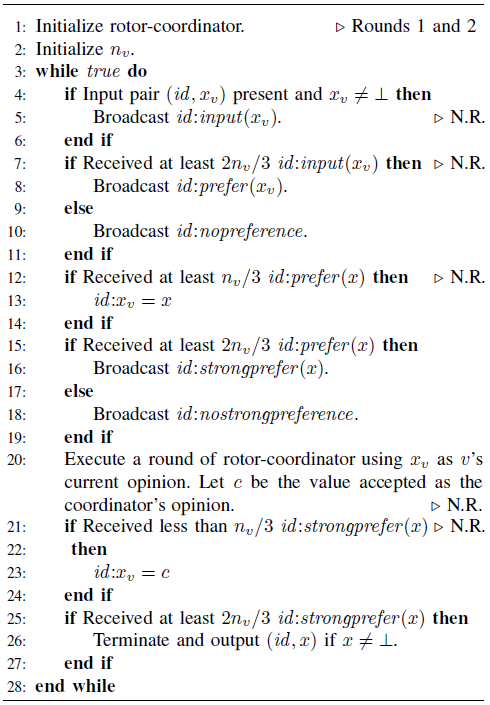 1: Initialize rotor-coordinator. ▷ Rounds 1 and 2
2: Initialize n_v.
3: while true do
4: if Input pair (id, x_v) present and x_v ≠ ⊥ then
5: Broadcast id:input(x_v). ▷ N.R.
6: end if
7: if Received at least 2n_v/3 id:input(x_v) then ▷ N.R.
8: Broadcast id:prefer(x_v).
9: else
10: Broadcast id:nopreference.
11: end if
12: if Received at least n_v/3 id:prefer(x) then ▷ N.R.
13: id:x_v = x
14: end if
15: if Received at least 2n_v/3 id:prefer(x) then
16: Broadcast id:strongprefer(x).
17: else
18: Broadcast id:nostrongpreference.
19: end if
20: Execute a round of rotor-coordinator using x_v as v's
current opinion. Let c be the value accepted as the
coordinator's opinion. ▷ N.R.
21: if Received less than n_v/3 id:strongprefer(x) ▷ N.R.
22: then
23: id:x_v = c
24: end if
25: if Received at least 2n_v/3 id:strongprefer(x) then
26: Terminate and output (id, x) if x ≠ ⊥.
27: end if
28: end while